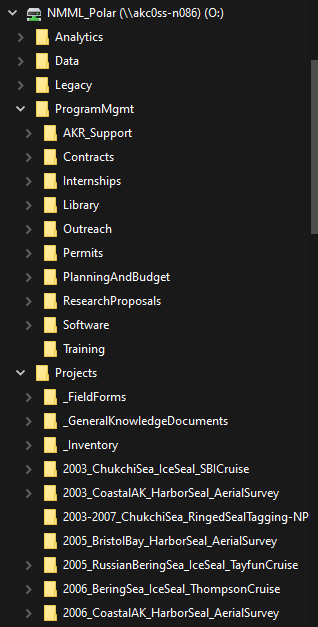 NMML_Polar (\\akc0ss-n086) (O:)
Analytics
Data
Legacy
ProgramMgmt
AKR_Support
Contracts
Internships
Library
Outreach
Permits
PlanningAndBudget
ResearchProposals
Software
Training
Projects
_FieldForms
_GeneralKnowledgeDocuments
_Inventory
2003_ChukchiSea_IceSeal_SBICruise
2003_CoastalAK_HarborSeal_AerialSurvey
2003-2007_ChukchiSea_RingedSealTagging-NP
2005_BristolBay_HarborSeal_AerialSurvey
2005_RussianBeringSea_IceSeal_TayfunCruise
2006_BeringSea_IceSeal_ThompsonCruise
2006_CoastalAK_HarborSeal_AerialSurvey